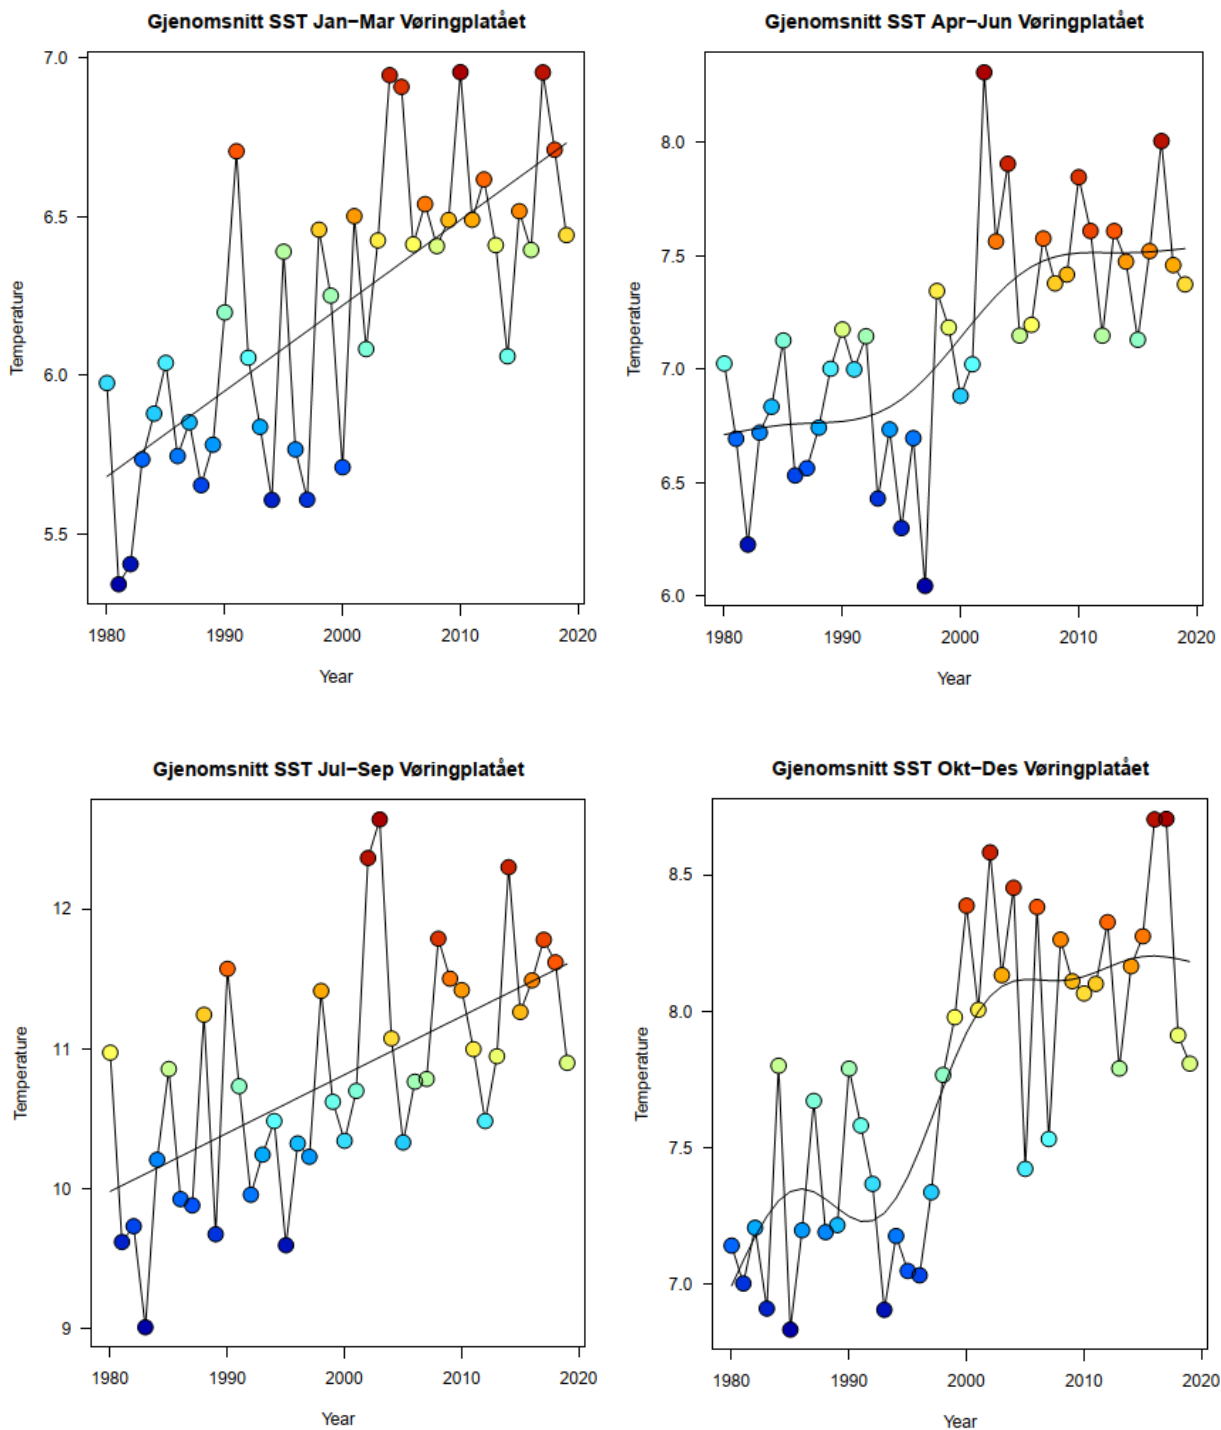 Gjenomsnitt SST Jan−Mar Vøringplatået
7.0
6.5
6.0
5.5
Temperature
1980 1990 2000 2010 2020
Year
Gjenomsnitt SST Apr−Jun Vøringplatået
8.0
7.5
7.0
6.5
6.0
Temperature
1980 1990 2000 2010 2020
Year
Gjenomsnitt SST Jul−Sep Vøringplatået
12
11
10
9
Temperature
1980 1990 2000 2010 2020
Year
Gjenomsnitt SST Okt−Des Vøringplatået
8.5
8.0
7.5
7.0
Temperature
1980 1990 2000 2010 2020
Year